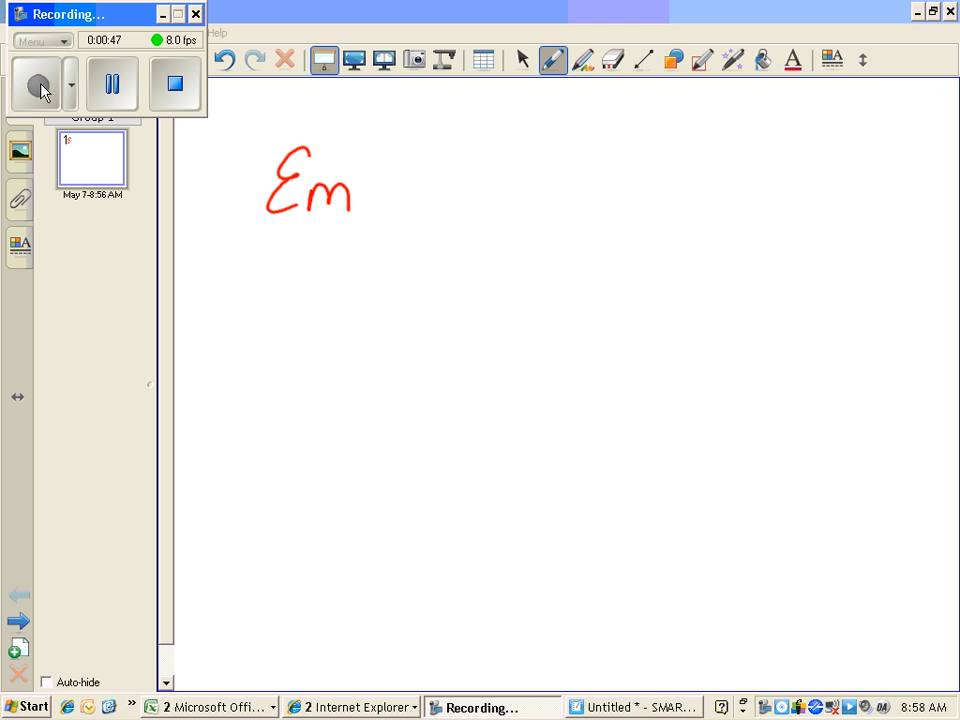 Recording...
Menu
0:00:47
8.0 fps
Help
Group 1
1
May 7-8:56 AM
Em
Auto-hide
Start
2 Microsoft Offi...
2 Internet Explorer
Recording...
Untitled * - SMAR...
8:58 AM